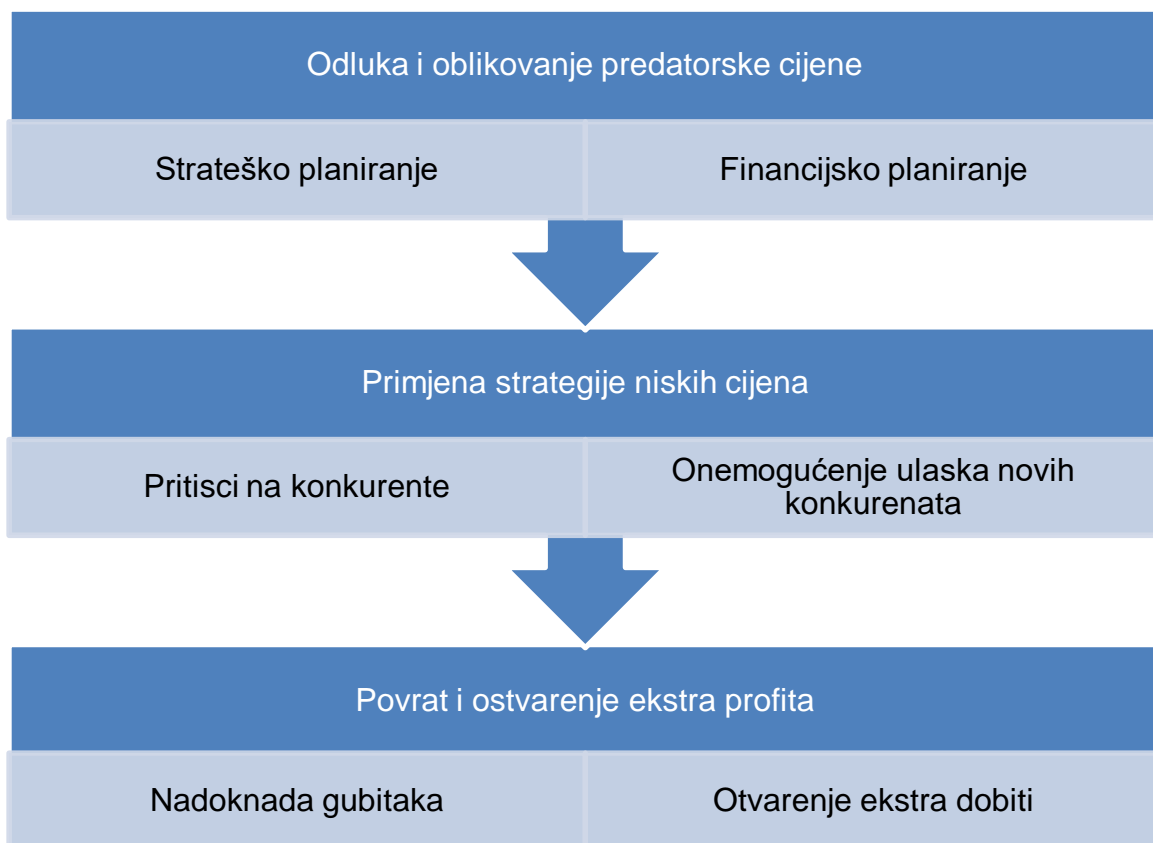 Odluka i oblikovanje predatorske cijene
Strateško planiranje
Financijsko planiranje
Primjena strategije niskih cijena
Pritisci na konkurente
Onemogućenje ulaska novih
konkurenata
Povrat i ostvarenje ekstra profita
Nadoknada gubitaka
Otvarenje ekstra dobiti